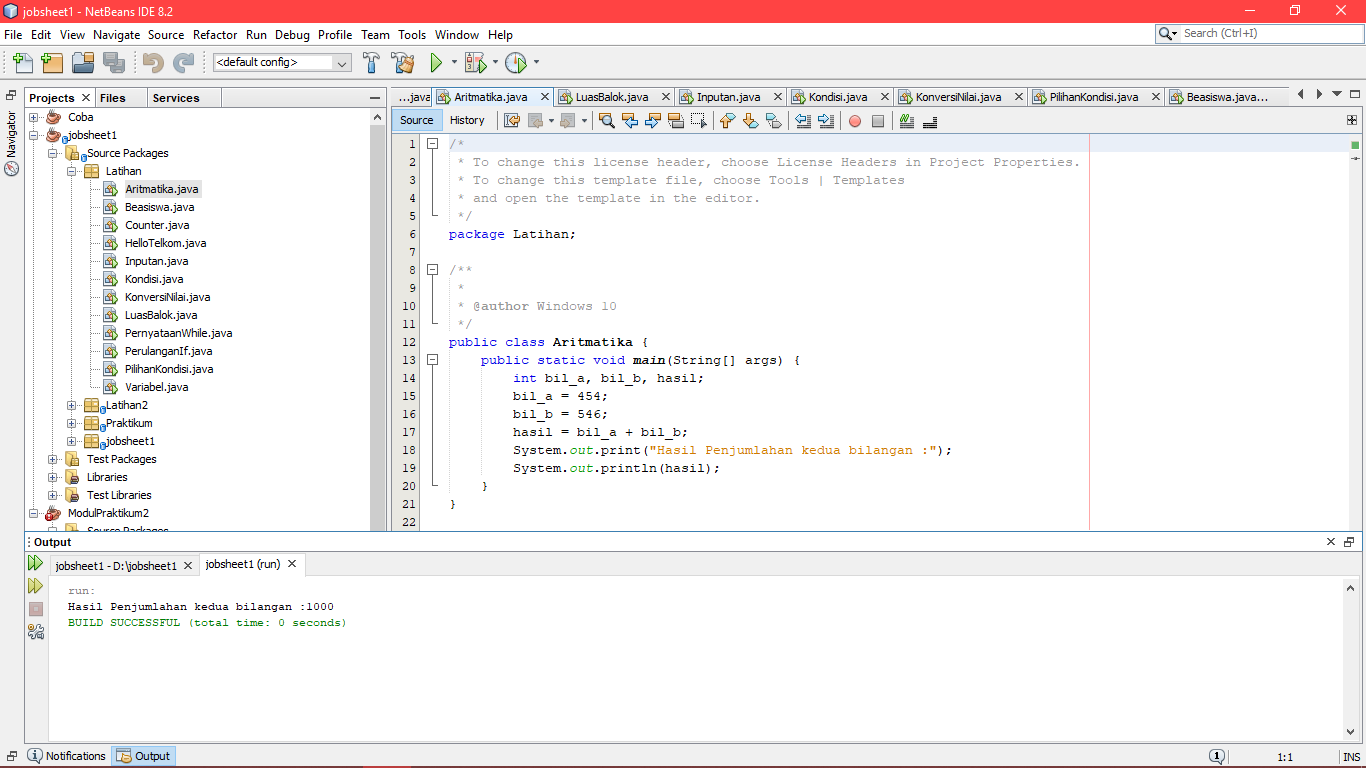 jobsheet1 - NetBeans IDE 8.2
File Edit View Navigate Source Refactor Run Debug Profile Team Tools Window Help
Search (Ctrl+I)
<default config>
Projects Files Services
Navigator
Coba
jobsheet1
Source Packages
Latihan
Aritmatika.java
Beasiswa.java
Counter.java
HelloTelkom.java
Inputan.java
Kondisi.java
KonversiNilai.java
LuasBalok.java
PernyataanWhile.java
PerulanganIf.java
PilihanKondisi.java
Variabel.java
Latihan2
Praktikum
jobsheet1
Test Packages
Libraries
Test Libraries
ModulPraktikum2
Source Packages
...java Aritmatika.java LuasBalok.java Inputan.java Kondisi.java KonversiNilai.java PilihanKondisi.java Beasiswa.java...
Source History
1 /*
2 * To change this license header, choose License Headers in Project Properties.
3 * To change this template file, choose Tools | Templates
4 * and open the template in the editor.
5 */
6 package Latihan;
7
8 /**
9 *
10 * @author Windows 10
11 */
12 public class Aritmatika {
13 public static void main(String[] args) {
14 int bil_a, bil_b, hasil;
15 bil_a = 454;
16 bil_b = 546;
17 hasil = bil_a + bil_b;
18 System.out.print("Hasil Penjumlahan kedua bilangan :");
19 System.out.println(hasil);
20 }
21 }
22
Output
jobsheet1 - D:\jobsheet1 jobsheet1 (run)
run:
Hasil Penjumlahan kedua bilangan :1000
BUILD SUCCESSFUL (total time: 0 seconds)
Notifications Output
1 1:1 INS